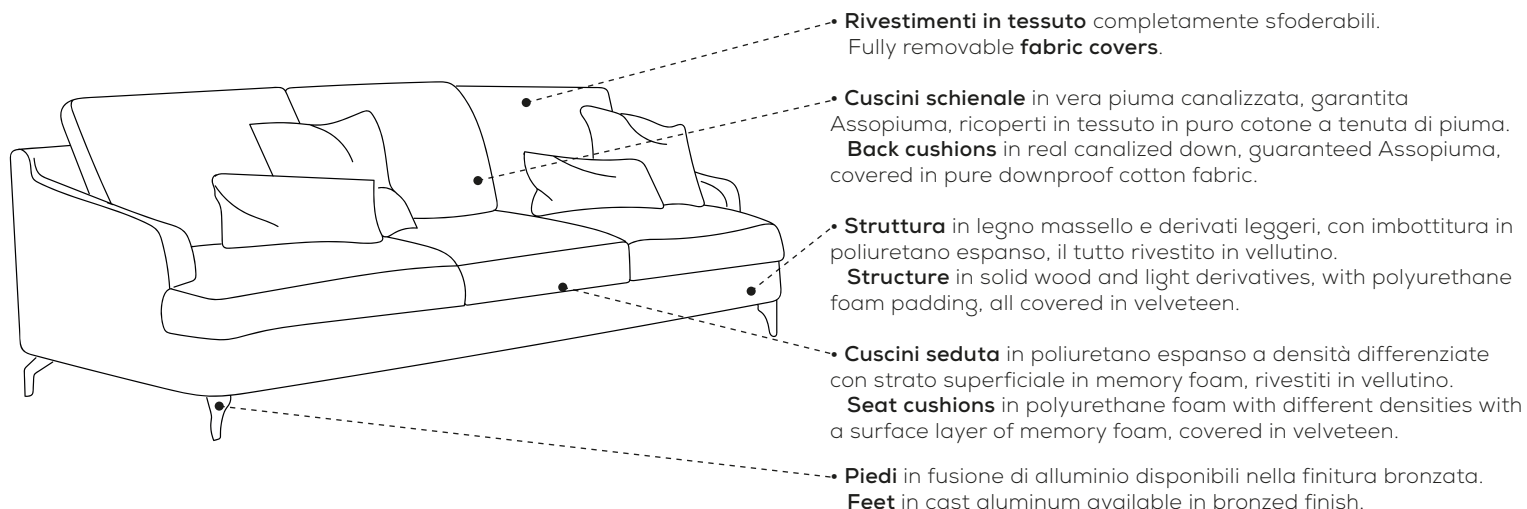 • Rivestimenti in tessuto completamente sfoderabili.
Fully removable fabric covers.
• Cuscini schienale in vera piuma canalizzata, garantita
Assopiuma, ricoperti in tessuto in puro cotone a tenuta di piuma.
Back cushions in real canalized down, guaranteed Assopiuma,
covered in pure downproof cotton fabric.
• Struttura in legno massello e derivati leggeri, con imbottitura in
poliuretano espanso, il tutto rivestito in vellutino.
Structure in solid wood and light derivatives, with polyurethane
foam padding, all covered in velveteen.
• Cuscini seduta in poliuretano espanso a densità differenziate
con strato superficiale in memory foam, rivestiti in vellutino.
Seat cushions in polyurethane foam with different densities with
a surface layer of memory foam, covered in velveteen.
• Piedi in fusione di alluminio disponibili nella finitura bronzata.
Feet in cast aluminum available in bronzed finish.